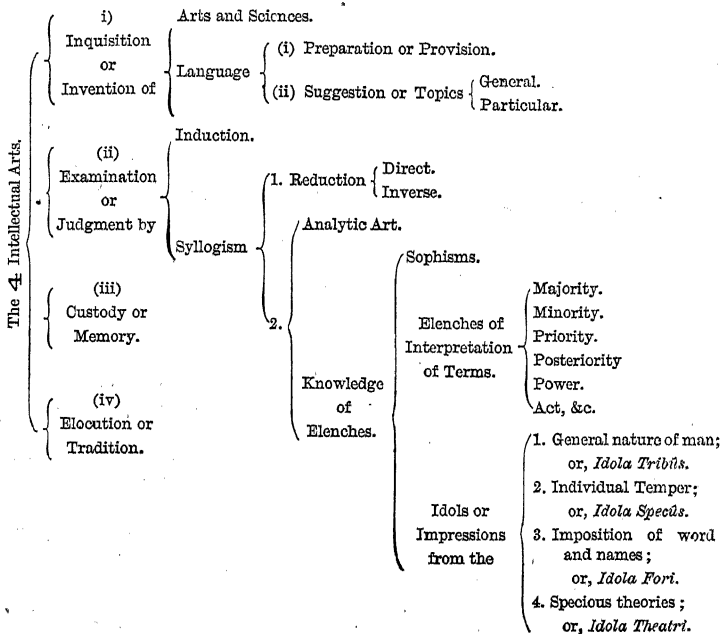 The 4 Intellectual Arts.
i)
Inquisition
or
Invention of
Arts and Sciences.
Language
(i) Preparation or Provision.
(ii) Suggestion or Topics
General.
Particular.
(ii)
Examination
or
Judgment by
Induction.
Syllogism
1. Reduction
Direct.
Inverse.
2.
Analytic Art.
Knowledge
of
Elenches.
Sophisms.
Elenches of
Interpretation
of Terms.
Majority.
Minority.
Priority.
Posteriority
Power.
Act, &c.
Idols or
Impressions
from the
1. General nature of man;
or, Idola Tribûs.
2. Individual Temper;
or, Idola Specûs.
3. Imposition of word
and names;
or, Idola Fori.
4. Specious theories;
or, Idola Theatri.
(iii)
Custody or
Memory.
(iv)
Elocution or
Tradition.